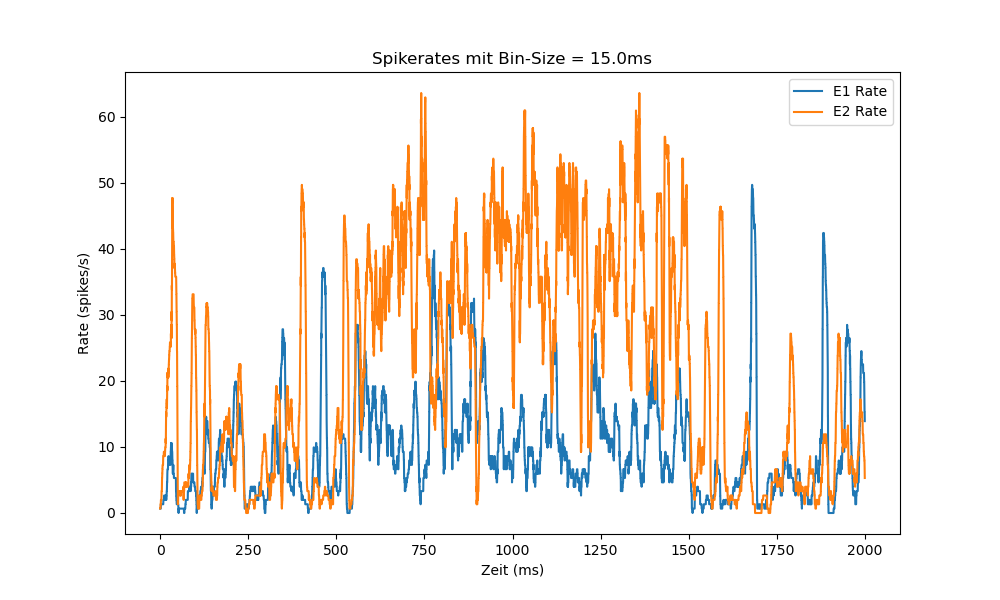 Spikerates mit Bin-Size = 15.0ms
E1 Rate
E2 Rate
60
50
40
30
20
10
0
Rate (spikes/s)
0 250 500 750 1000 1250 1500 1750 2000
Zeit (ms)